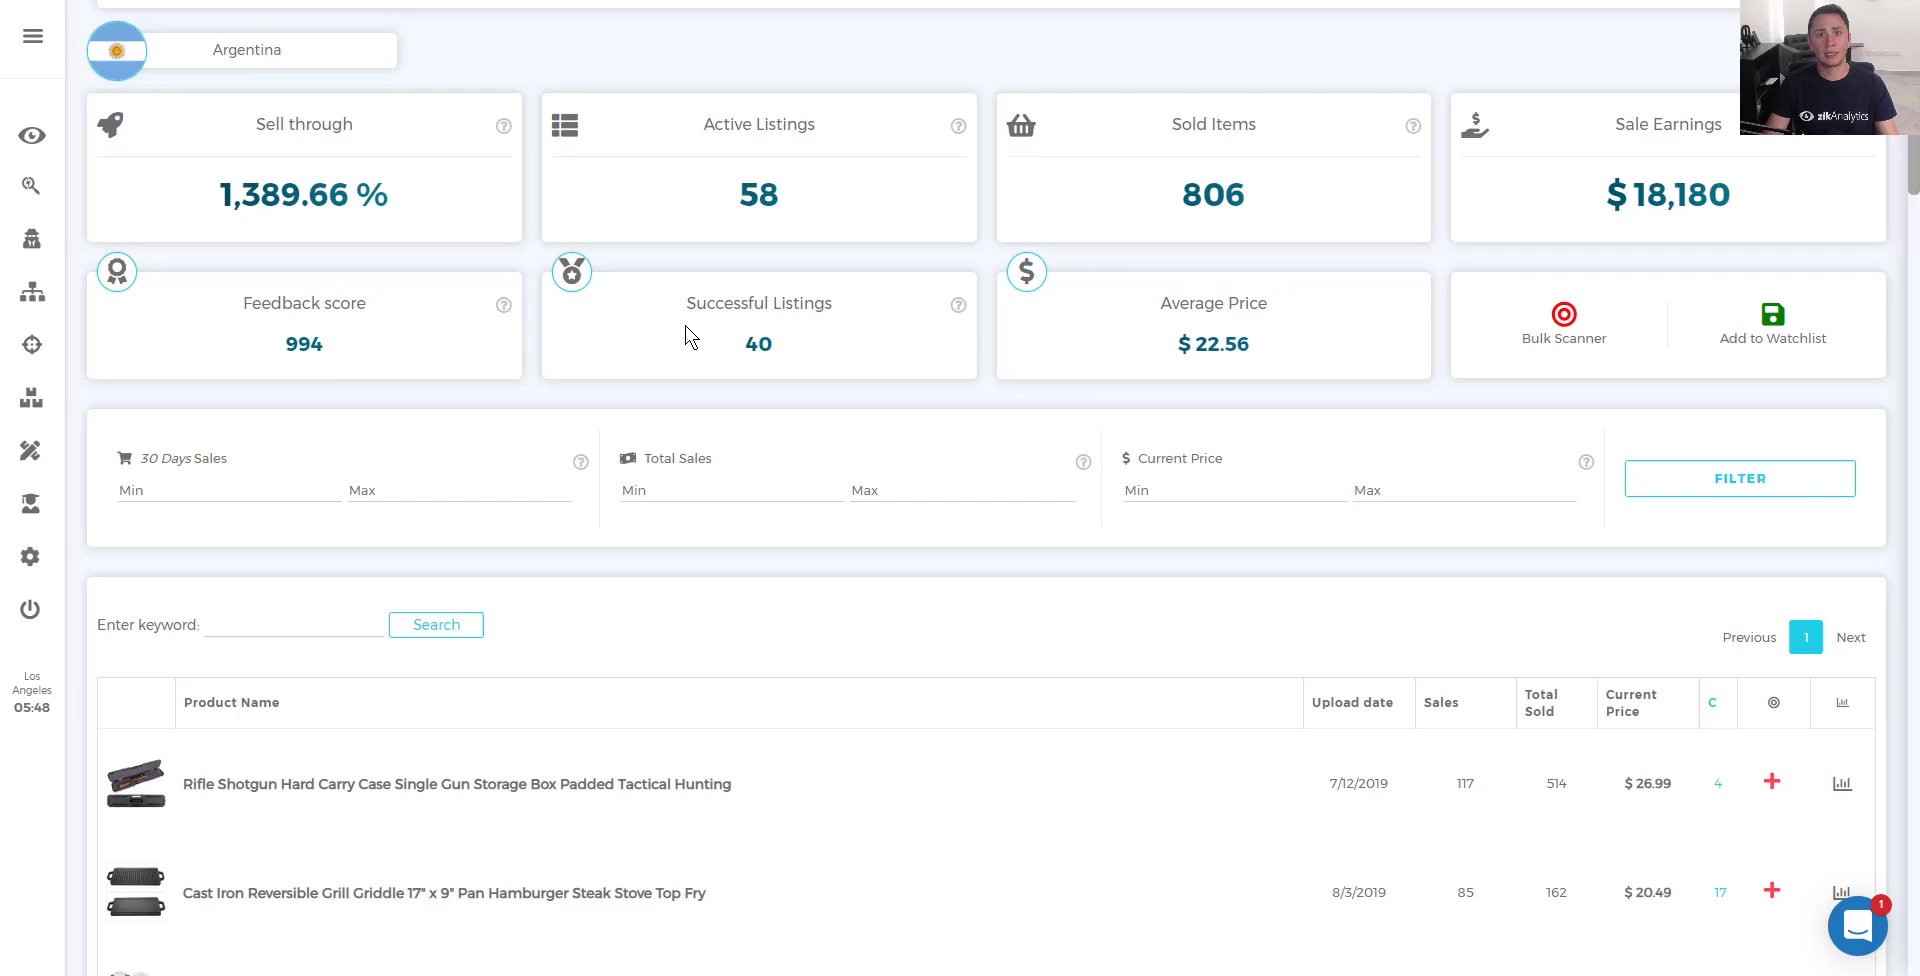 Argentina
Sell through
1,389.66 %
Active Listings
58
Sold Items
806
Sale Earnings
$ 18,180
zikAnalytics
Feedback score
994
Successful Listings
40
Average Price
$ 22.56
Bulk Scanner
Add to Watchlist
30 Days Sales
Min Max
Total Sales
Min Max
$ Current Price
Min Max
FILTER
Enter keyword: Search
Previous 1 Next
Los
Angeles
05:48
Product Name Upload date Sales Total Sold Current Price C
Rifle Shotgun Hard Carry Case Single Gun Storage Box Padded Tactical Hunting 7/12/2019 117 514 $ 26.99 4
Cast Iron Reversible Grill Griddle 17" x 9" Pan Hamburger Steak Stove Top Fry 8/3/2019 85 162 $ 20.49 17
1